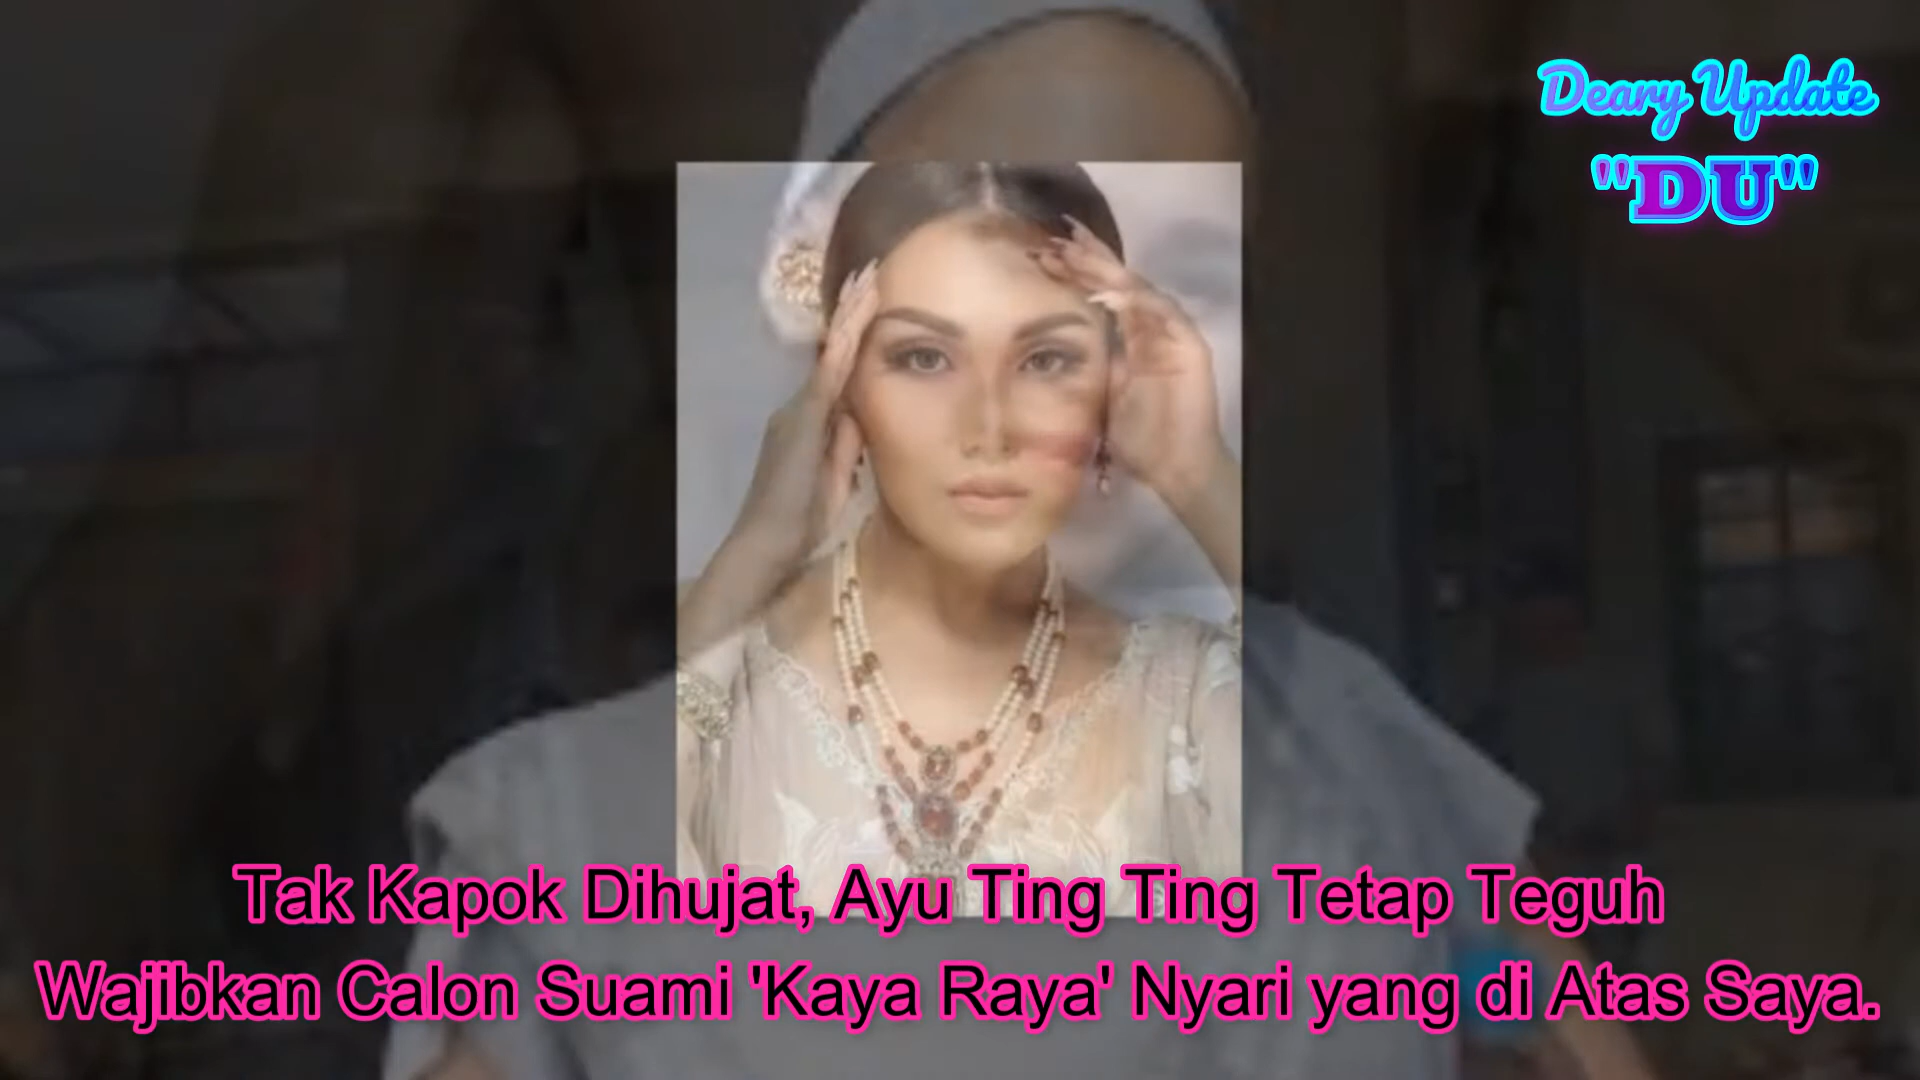 Deary Update
"DU"
Tak Kapok Dihujat, Ayu Ting Ting Tetap Teguh
Wajibkan Calon Suami 'Kaya Raya' Nyari yang di Atas Saya.